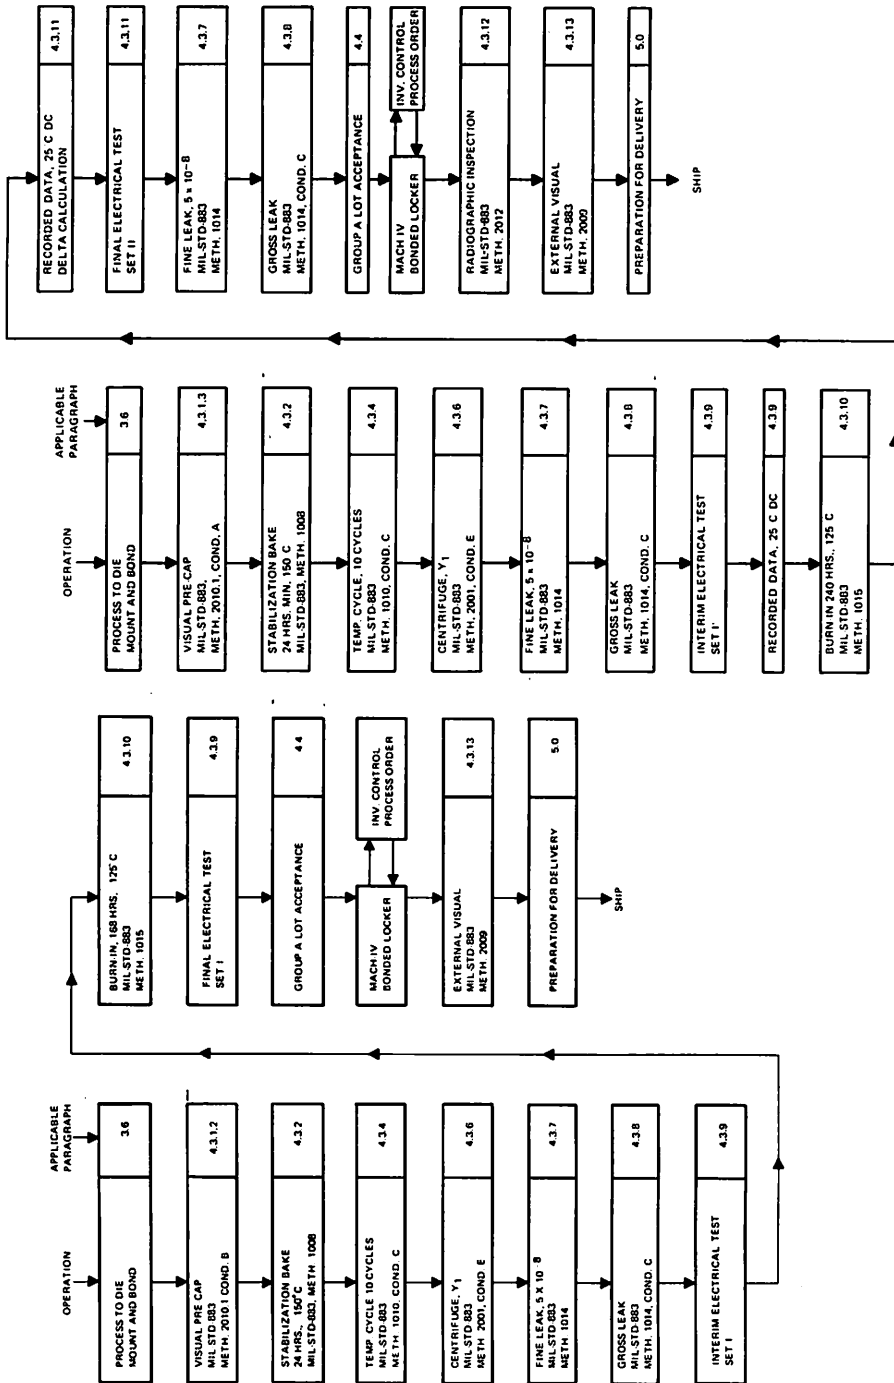 OPERATION
APPLICABLE
PARAGRAPH
PROCESS TO DIE
MOUNT AND BOND
3.6
VISUAL PRE CAP
MIL STD 883
METH. 2010.1 COND. B
4.3.1.2
STABILIZATION BAKE
24 HRS., 150°C
MIL-STD-883, METH 1008
4.3.2
TEMP CYCLE 10 CYCLES
MIL-STD-883
METH 1010, COND. C
4.3.4
CENTRIFUGE, Y1
MIL-STD-883
METH 2001, COND E
4.3.6
FINE LEAK, 5 X 10-8
MIL-STD-883
METH 1014
4.3.7
GROSS LEAK
MIL-STD-883
METH. 1014, COND. C
4.3.8
INTERIM ELECTRICAL TEST
SET I
4.3.9
BURN-IN, 168 HRS, 125°C
MIL-STD-883
METH. 1015
4.3.10
FINAL ELECTRICAL TEST
SET I
4.3.9
GROUP A LOT ACCEPTANCE
4.4
MACH IV
BONDED LOCKER
INV. CONTROL
PROCESS ORDER
EXTERNAL VISUAL
MIL-STD-883
METH. 2009
4.3.13
PREPARATION FOR DELIVERY
5.0
SHIP
OPERATION
APPLICABLE
PARAGRAPH
PROCESS TO DIE
MOUNT AND BOND
3.6
VISUAL PRE-CAP
MIL-STD-883,
METH. 2010.1, COND. A
4.3.1.3
STABILIZATION BAKE
24 HRS. MIN. 150 C
MIL-STD-883, METH. 1008
4.3.2
TEMP. CYCLE, 10 CYCLES
MIL-STD-883
METH. 1010, COND. C
4.3.4
CENTRIFUGE, Y1
MIL-STD-883
METH. 2001, COND. E
4.3.6
FINE LEAK, 5 x 10-8
MIL-STD-883
METH. 1014
4.3.7
GROSS LEAK
MIL-STD-883
METH. 1014, COND. C
4.3.8
INTERIM ELECTRICAL TEST
SET I'
4.3.9
RECORDED DATA, 25 C DC
4.3.9
BURN-IN 240 HRS., 125 C
MIL-STD-883
METH. 1015
4.3.10
RECORDED DATA, 25 C DC
DELTA CALCULATION
4.3.11
FINAL ELECTRICAL TEST
SET II
4.3.11
FINE LEAK, 5 x 10-8
MIL-STD-883
METH. 1014
4.3.7
GROSS LEAK
MIL-STD-883
METH. 1014, COND. C
4.3.8
GROUP A LOT ACCEPTANCE
4.4
MACH IV
BONDED LOCKER
INV. CONTROL
PROCESS ORDER
RADIOGRAPHIC INSPECTION
MIL-STD-883
METH. 2012
4.3.12
EXTERNAL VISUAL
MIL-STD-883
METH. 2009
4.3.13
PREPARATION FOR DELIVERY
5.0
SHIP